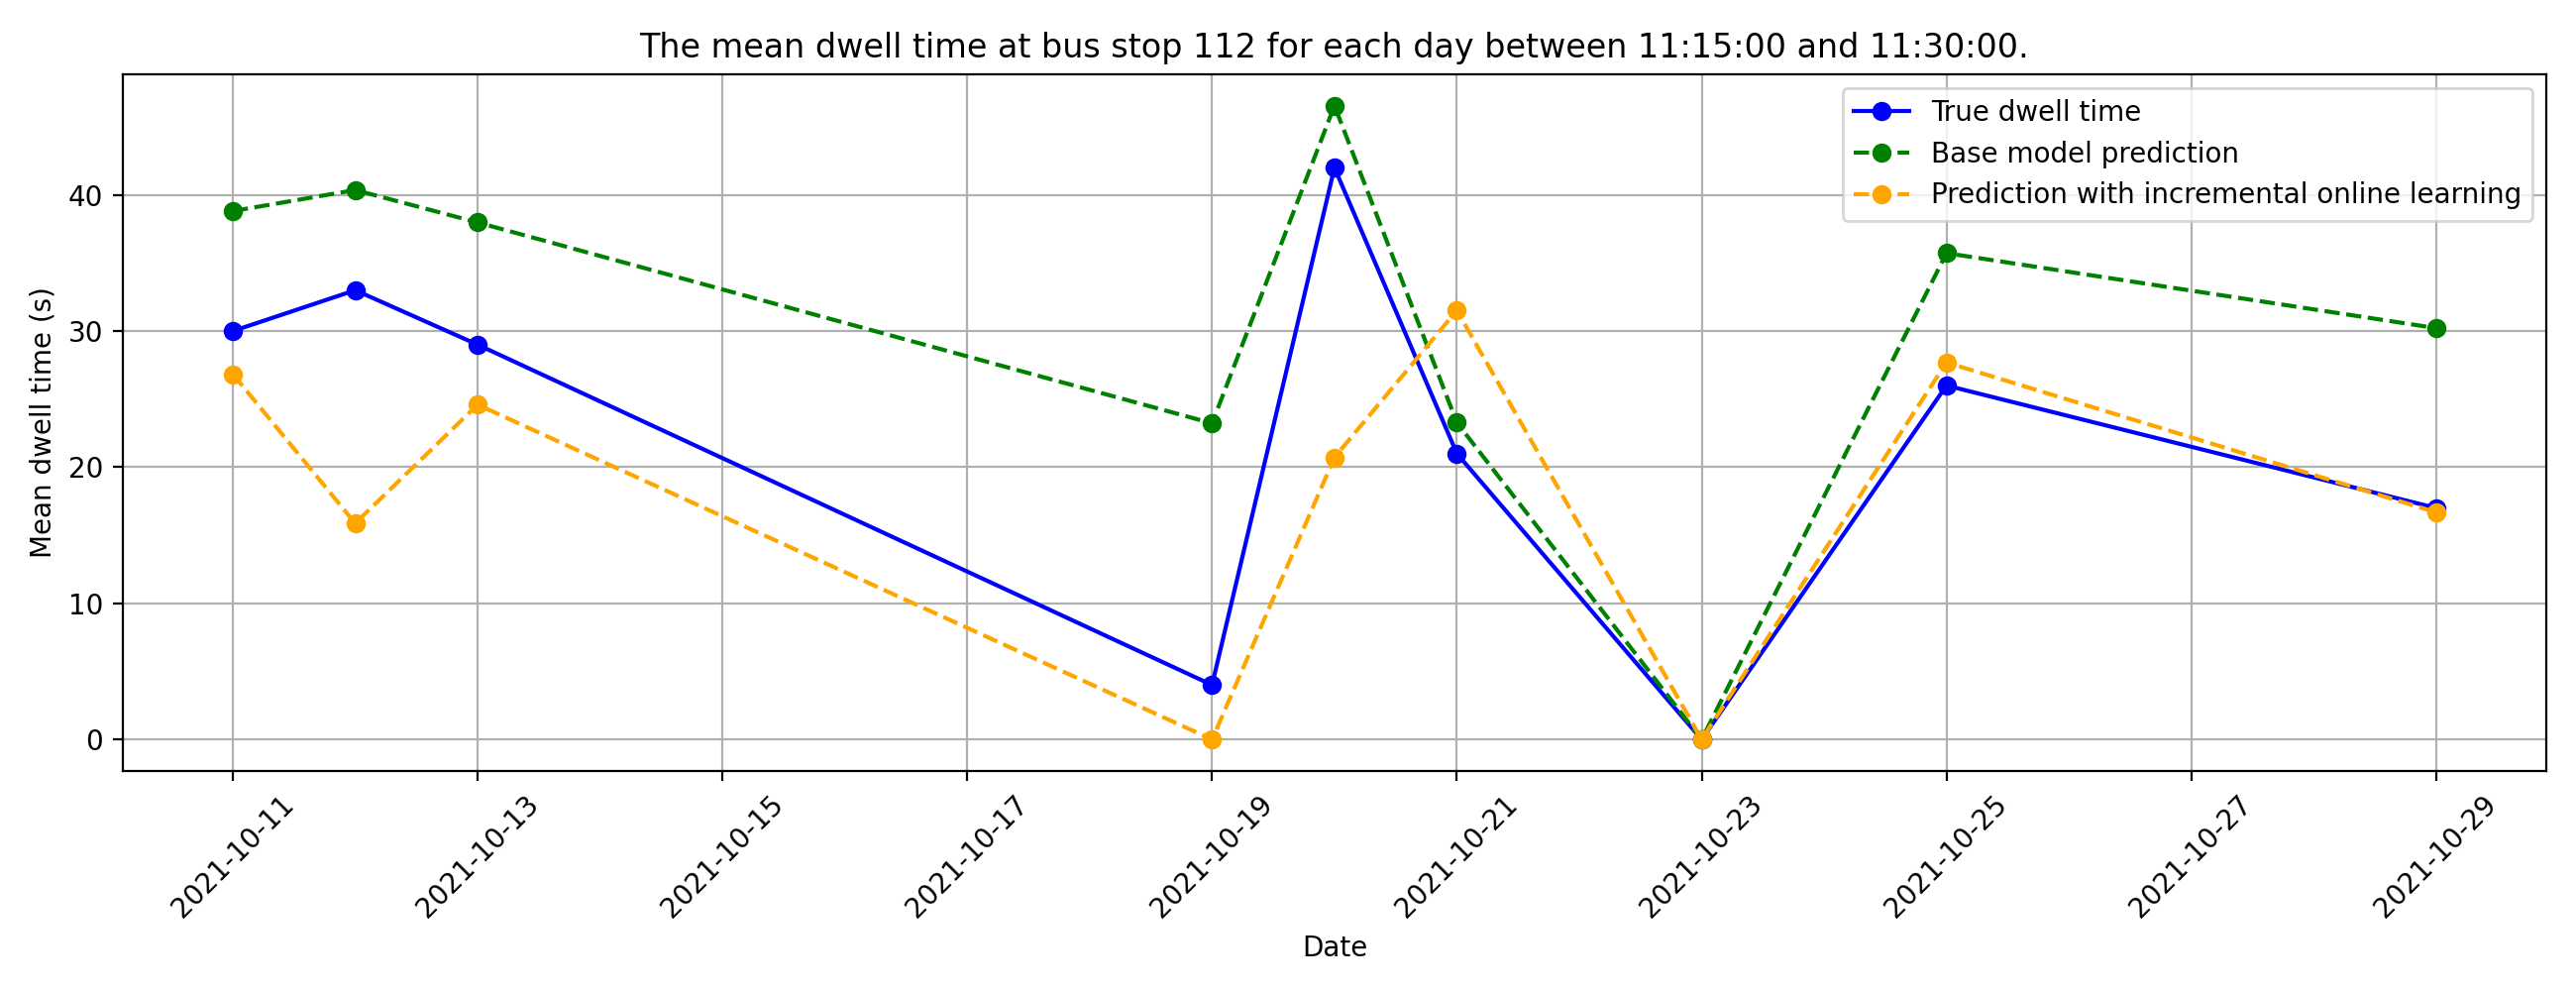 The mean dwell time at bus stop 112 for each day between 11:15:00 and 11:30:00.
True dwell time
Base model prediction
Prediction with incremental online learning
Mean dwell time (s)
40
30
20
10
0
2021-10-11
2021-10-13
2021-10-15
2021-10-17
2021-10-19
2021-10-21
2021-10-23
2021-10-25
2021-10-27
2021-10-29
Date